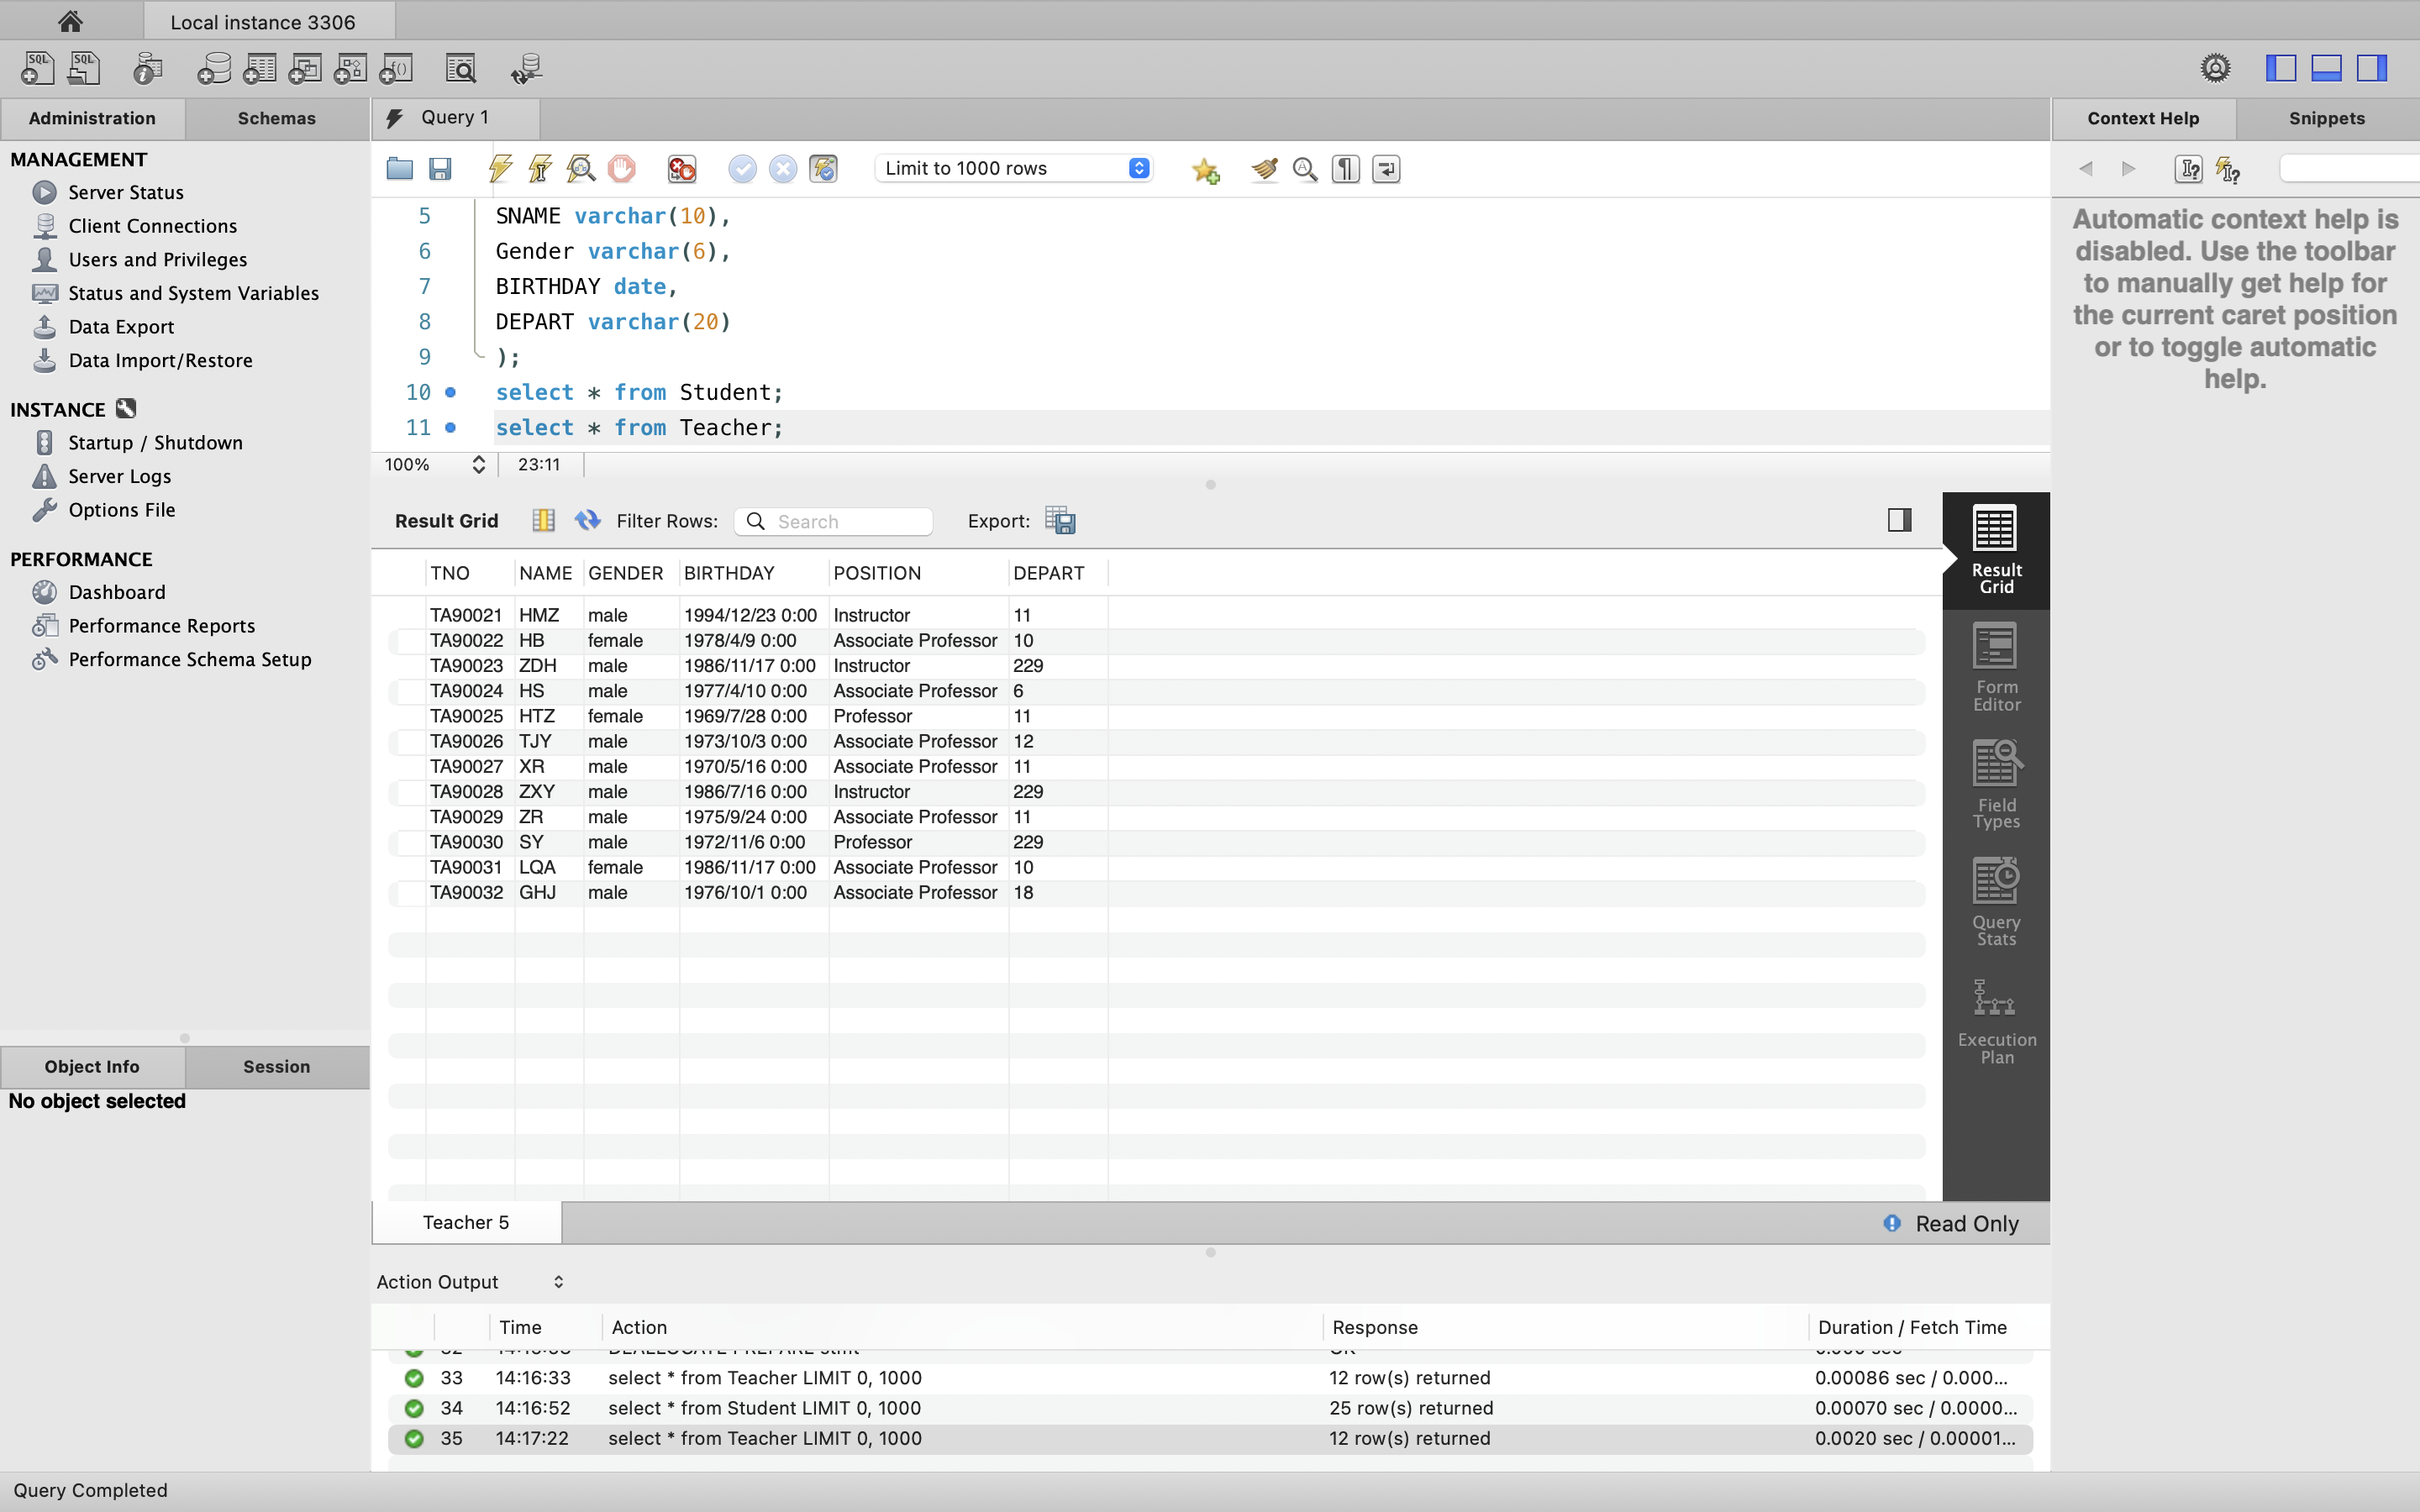 Local instance 3306
Administration
Schemas
Query 1
Context Help
Snippets
MANAGEMENT
Server Status
Client Connections
Users and Privileges
Status and System Variables
Data Export
Data Import/Restore
INSTANCE
Startup / Shutdown
Server Logs
Options File
PERFORMANCE
Dashboard
Performance Reports
Performance Schema Setup
Object Info
Session
No object selected
Limit to 1000 rows
5 SNAME varchar(10),
6 Gender varchar(6),
7 BIRTHDAY date,
8 DEPART varchar(20)
9 );
10 select * from Student;
11 select * from Teacher;
100% 23:11
Result Grid Filter Rows: Search Export:
TNO NAME GENDER BIRTHDAY POSITION DEPART
TA90021 HMZ male 1994/12/23 0:00 Instructor 11
TA90022 HB female 1978/4/9 0:00 Associate Professor 10
TA90023 ZDH male 1986/11/17 0:00 Instructor 229
TA90024 HS male 1977/4/10 0:00 Associate Professor 6
TA90025 HTZ female 1969/7/28 0:00 Professor 11
TA90026 TJY male 1973/10/3 0:00 Associate Professor 12
TA90027 XR male 1970/5/16 0:00 Associate Professor 11
TA90028 ZXY male 1986/7/16 0:00 Instructor 229
TA90029 ZR male 1975/9/24 0:00 Associate Professor 11
TA90030 SY male 1972/11/6 0:00 Professor 229
TA90031 LQA female 1986/11/17 0:00 Associate Professor 10
TA90032 GHJ male 1976/10/1 0:00 Associate Professor 18
Result
Grid
Form
Editor
Field
Types
Query
Stats
Execution
Plan
Teacher 5
Read Only
Action Output
Time Action Response Duration / Fetch Time
33 14:16:33 select * from Teacher LIMIT 0, 1000 12 row(s) returned 0.00086 sec / 0.000...
34 14:16:52 select * from Student LIMIT 0, 1000 25 row(s) returned 0.00070 sec / 0.0000...
35 14:17:22 select * from Teacher LIMIT 0, 1000 12 row(s) returned 0.0020 sec / 0.00001...
Automatic context help is
disabled. Use the toolbar
to manually get help for
the current caret position
or to toggle automatic
help.
Query Completed